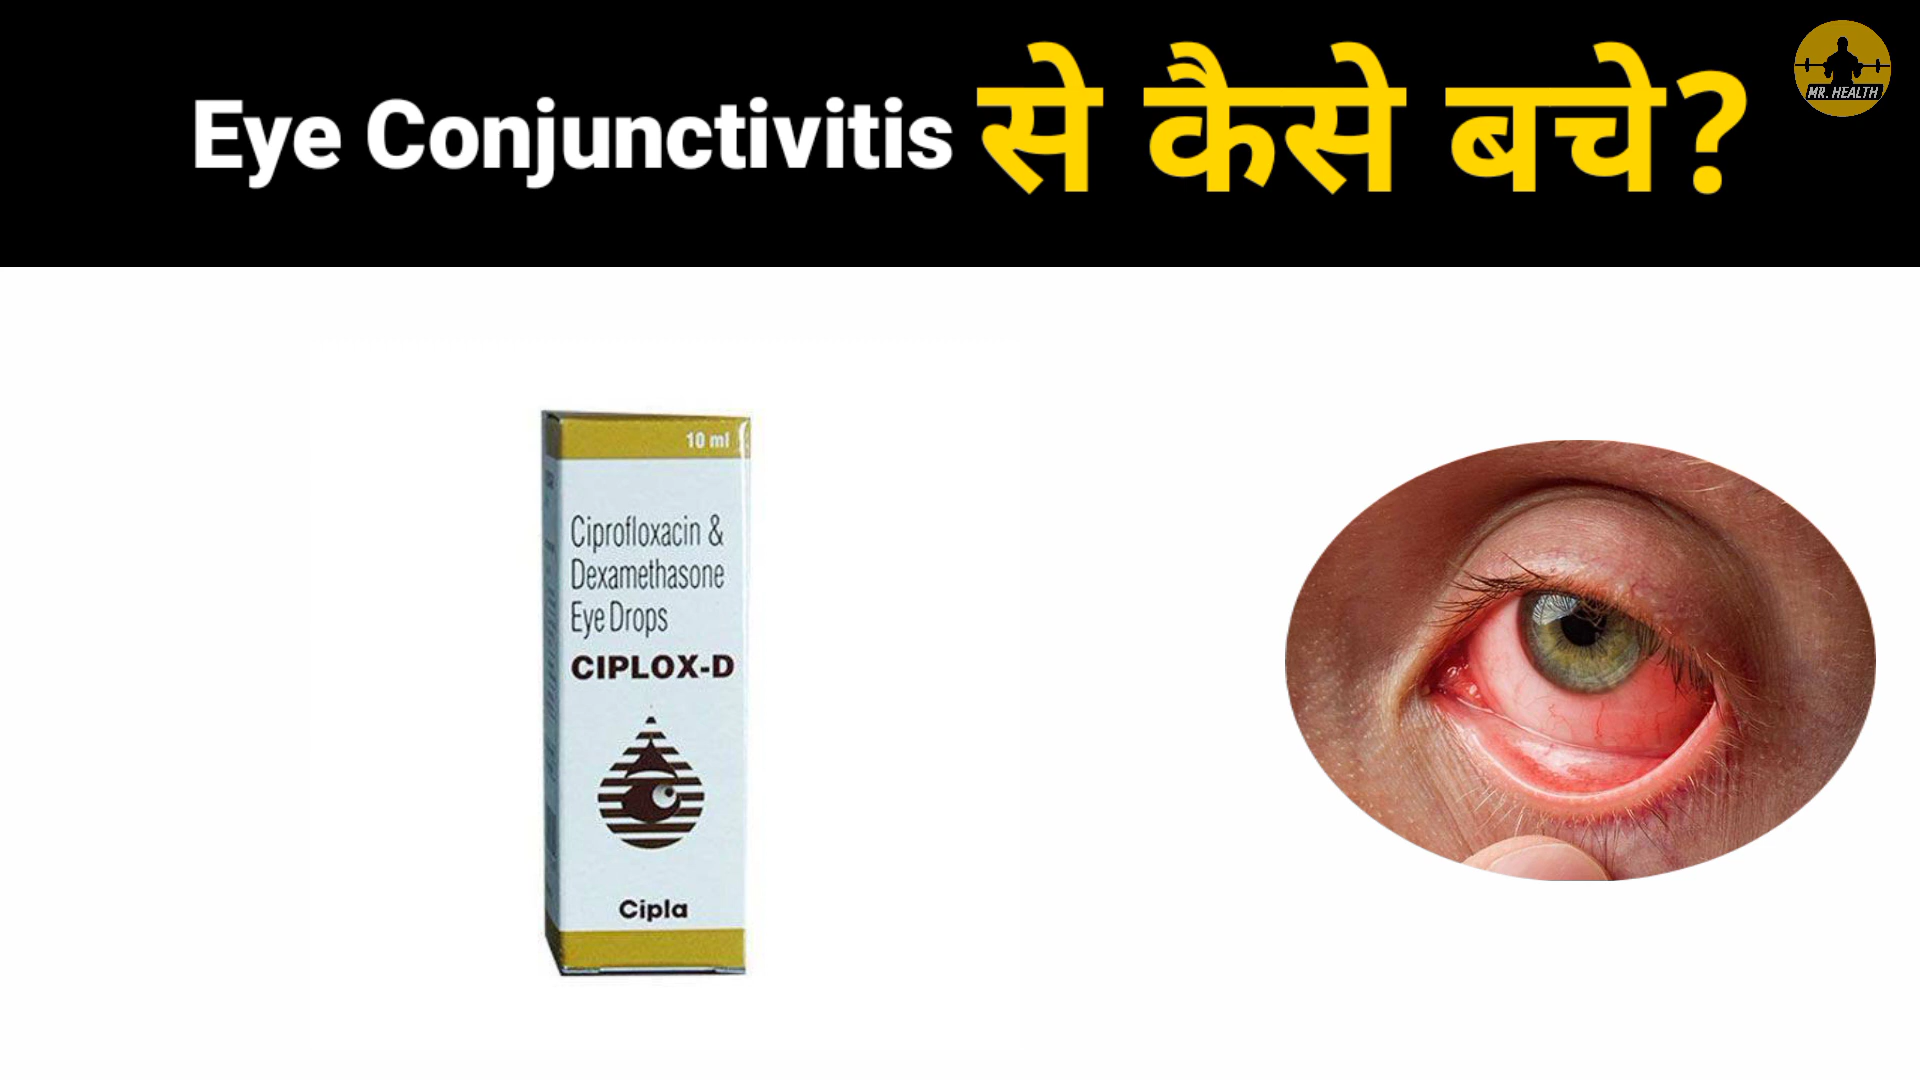 Eye Conjunctivitis से कैसे बचे?
MR. HEALTH
10 ml
Ciprofloxacin &
Dexamethasone
Eye Drops
CIPLOX-D
Cipla